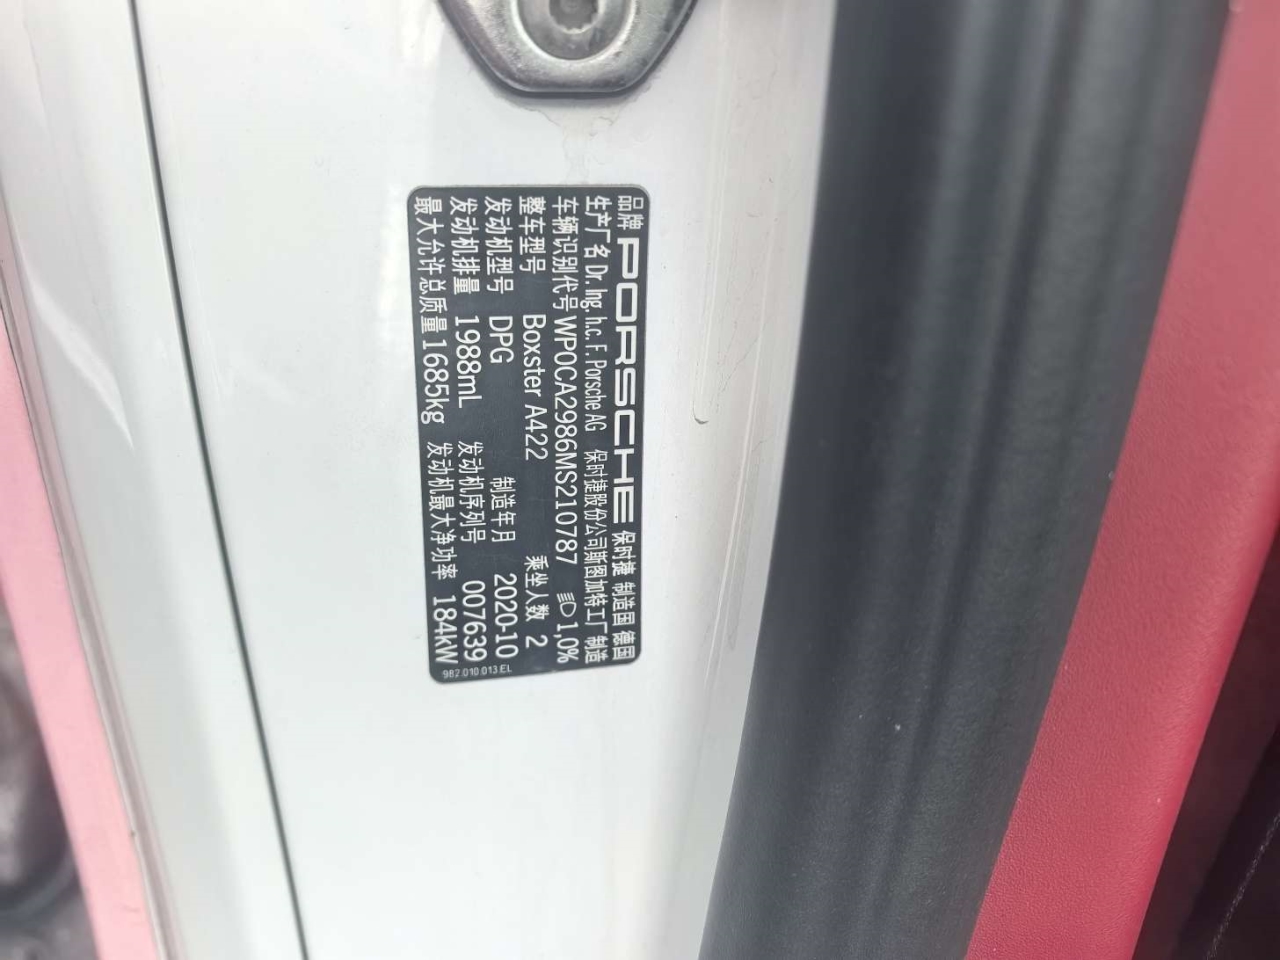 品牌 PORSCHE 保时捷 制造国 德国
生产厂名 Dr. Ing. h.c. F. Porsche AG 保时捷股份公司斯图加特工厂制造
车辆识别代号 WP0CA2986MS210787 1,0%
整车型号 Boxster A422 乘坐人数 2
发动机型号 DPG 制造年月 2020-10
发动机排量 1988mL 发动机序列号 007639
最大允许总质量 1685kg 发动机最大净功率 184kW
982.010.013.EL